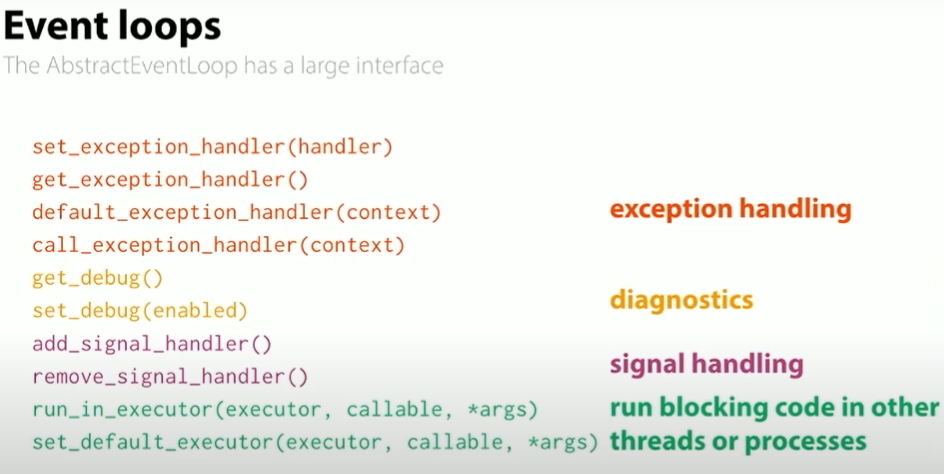 Event loops
The AbstractEventLoop has a large interface
set_exception_handler(handler)
get_exception_handler()
default_exception_handler(context)
call_exception_handler(context)
exception handling
get_debug()
set_debug(enabled)
diagnostics
add_signal_handler()
remove_signal_handler()
signal handling
run_in_executor(executor, callable, *args)
set_default_executor(executor, callable, *args)
run blocking code in other
threads or processes